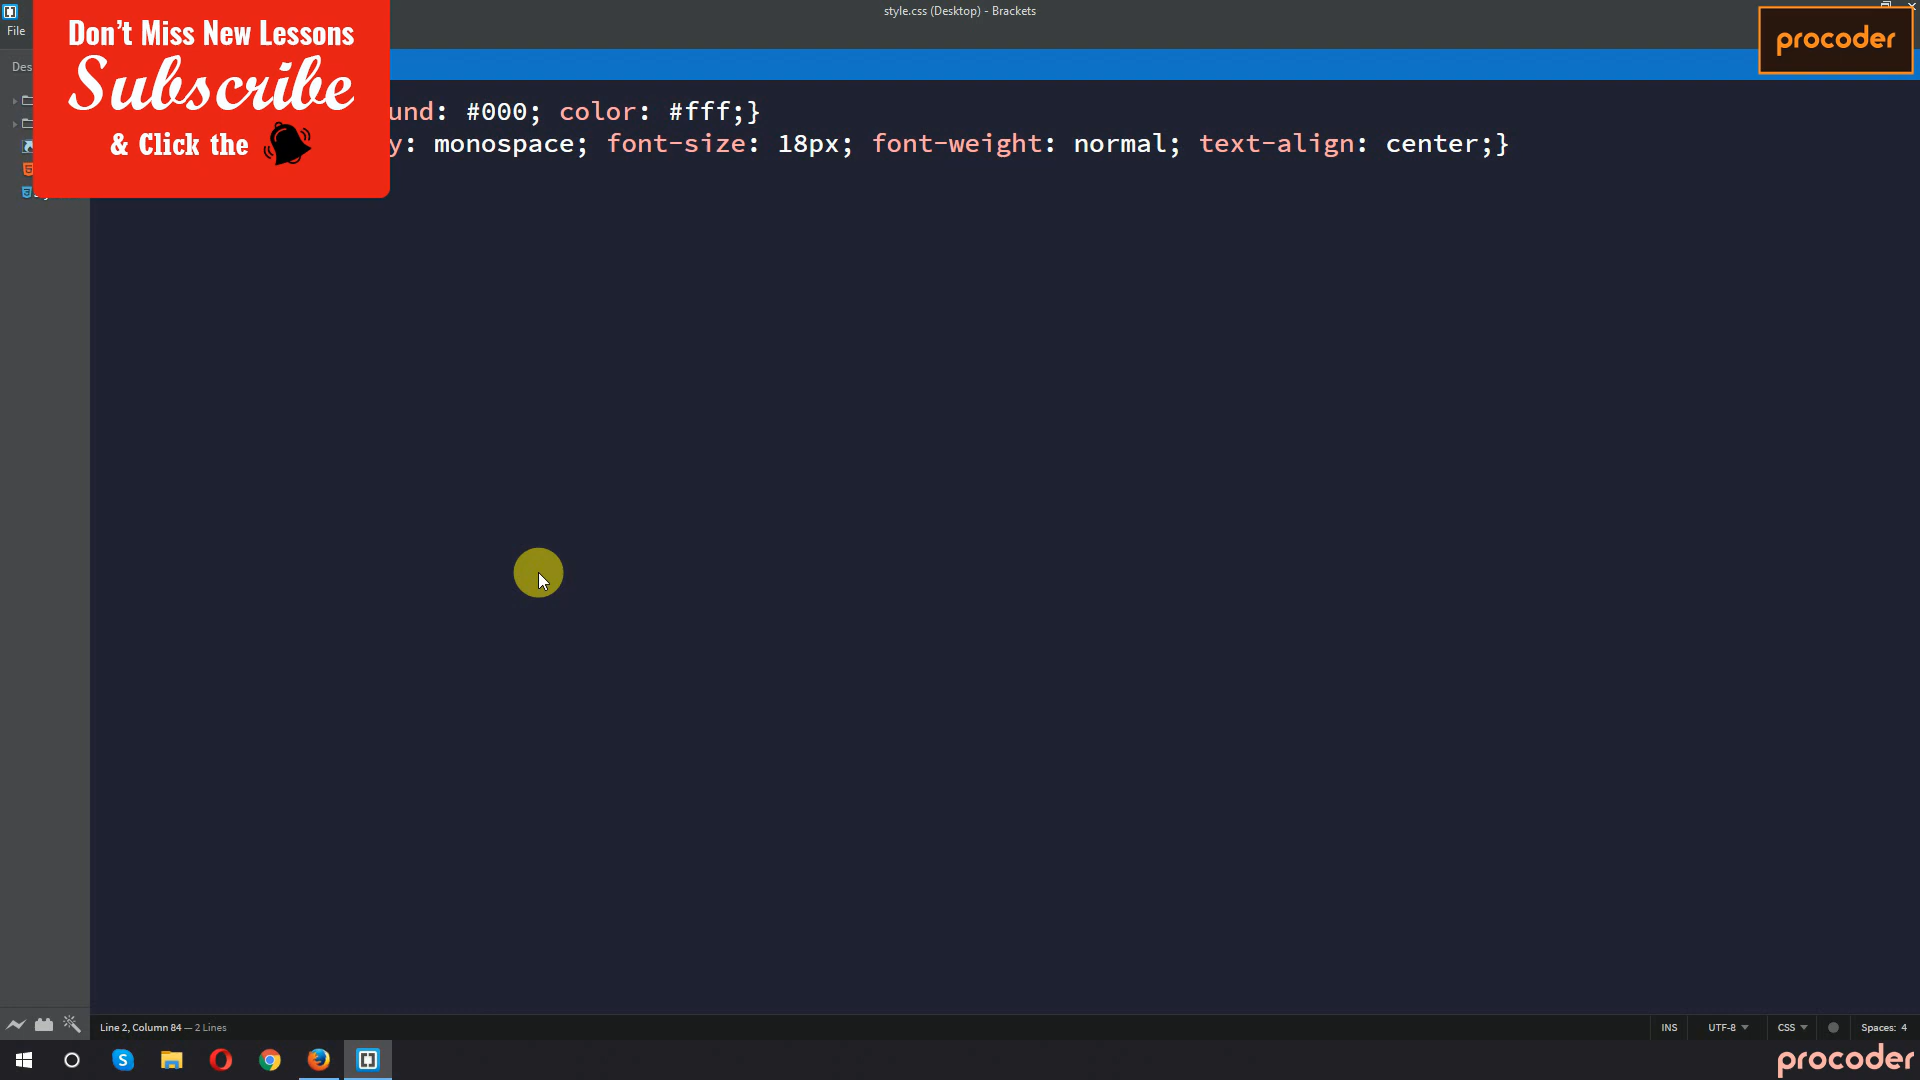 style.css (Desktop) - Brackets
File
Don't Miss New Lessons
Subscribe
& Click the
procoder
Des
und: #000; color: #fff;}
y: monospace; font-size: 18px; font-weight: normal; text-align: center;}
Line 2, Column 84 — 2 Lines
INS
UTF-8
CSS
Spaces: 4
procoder